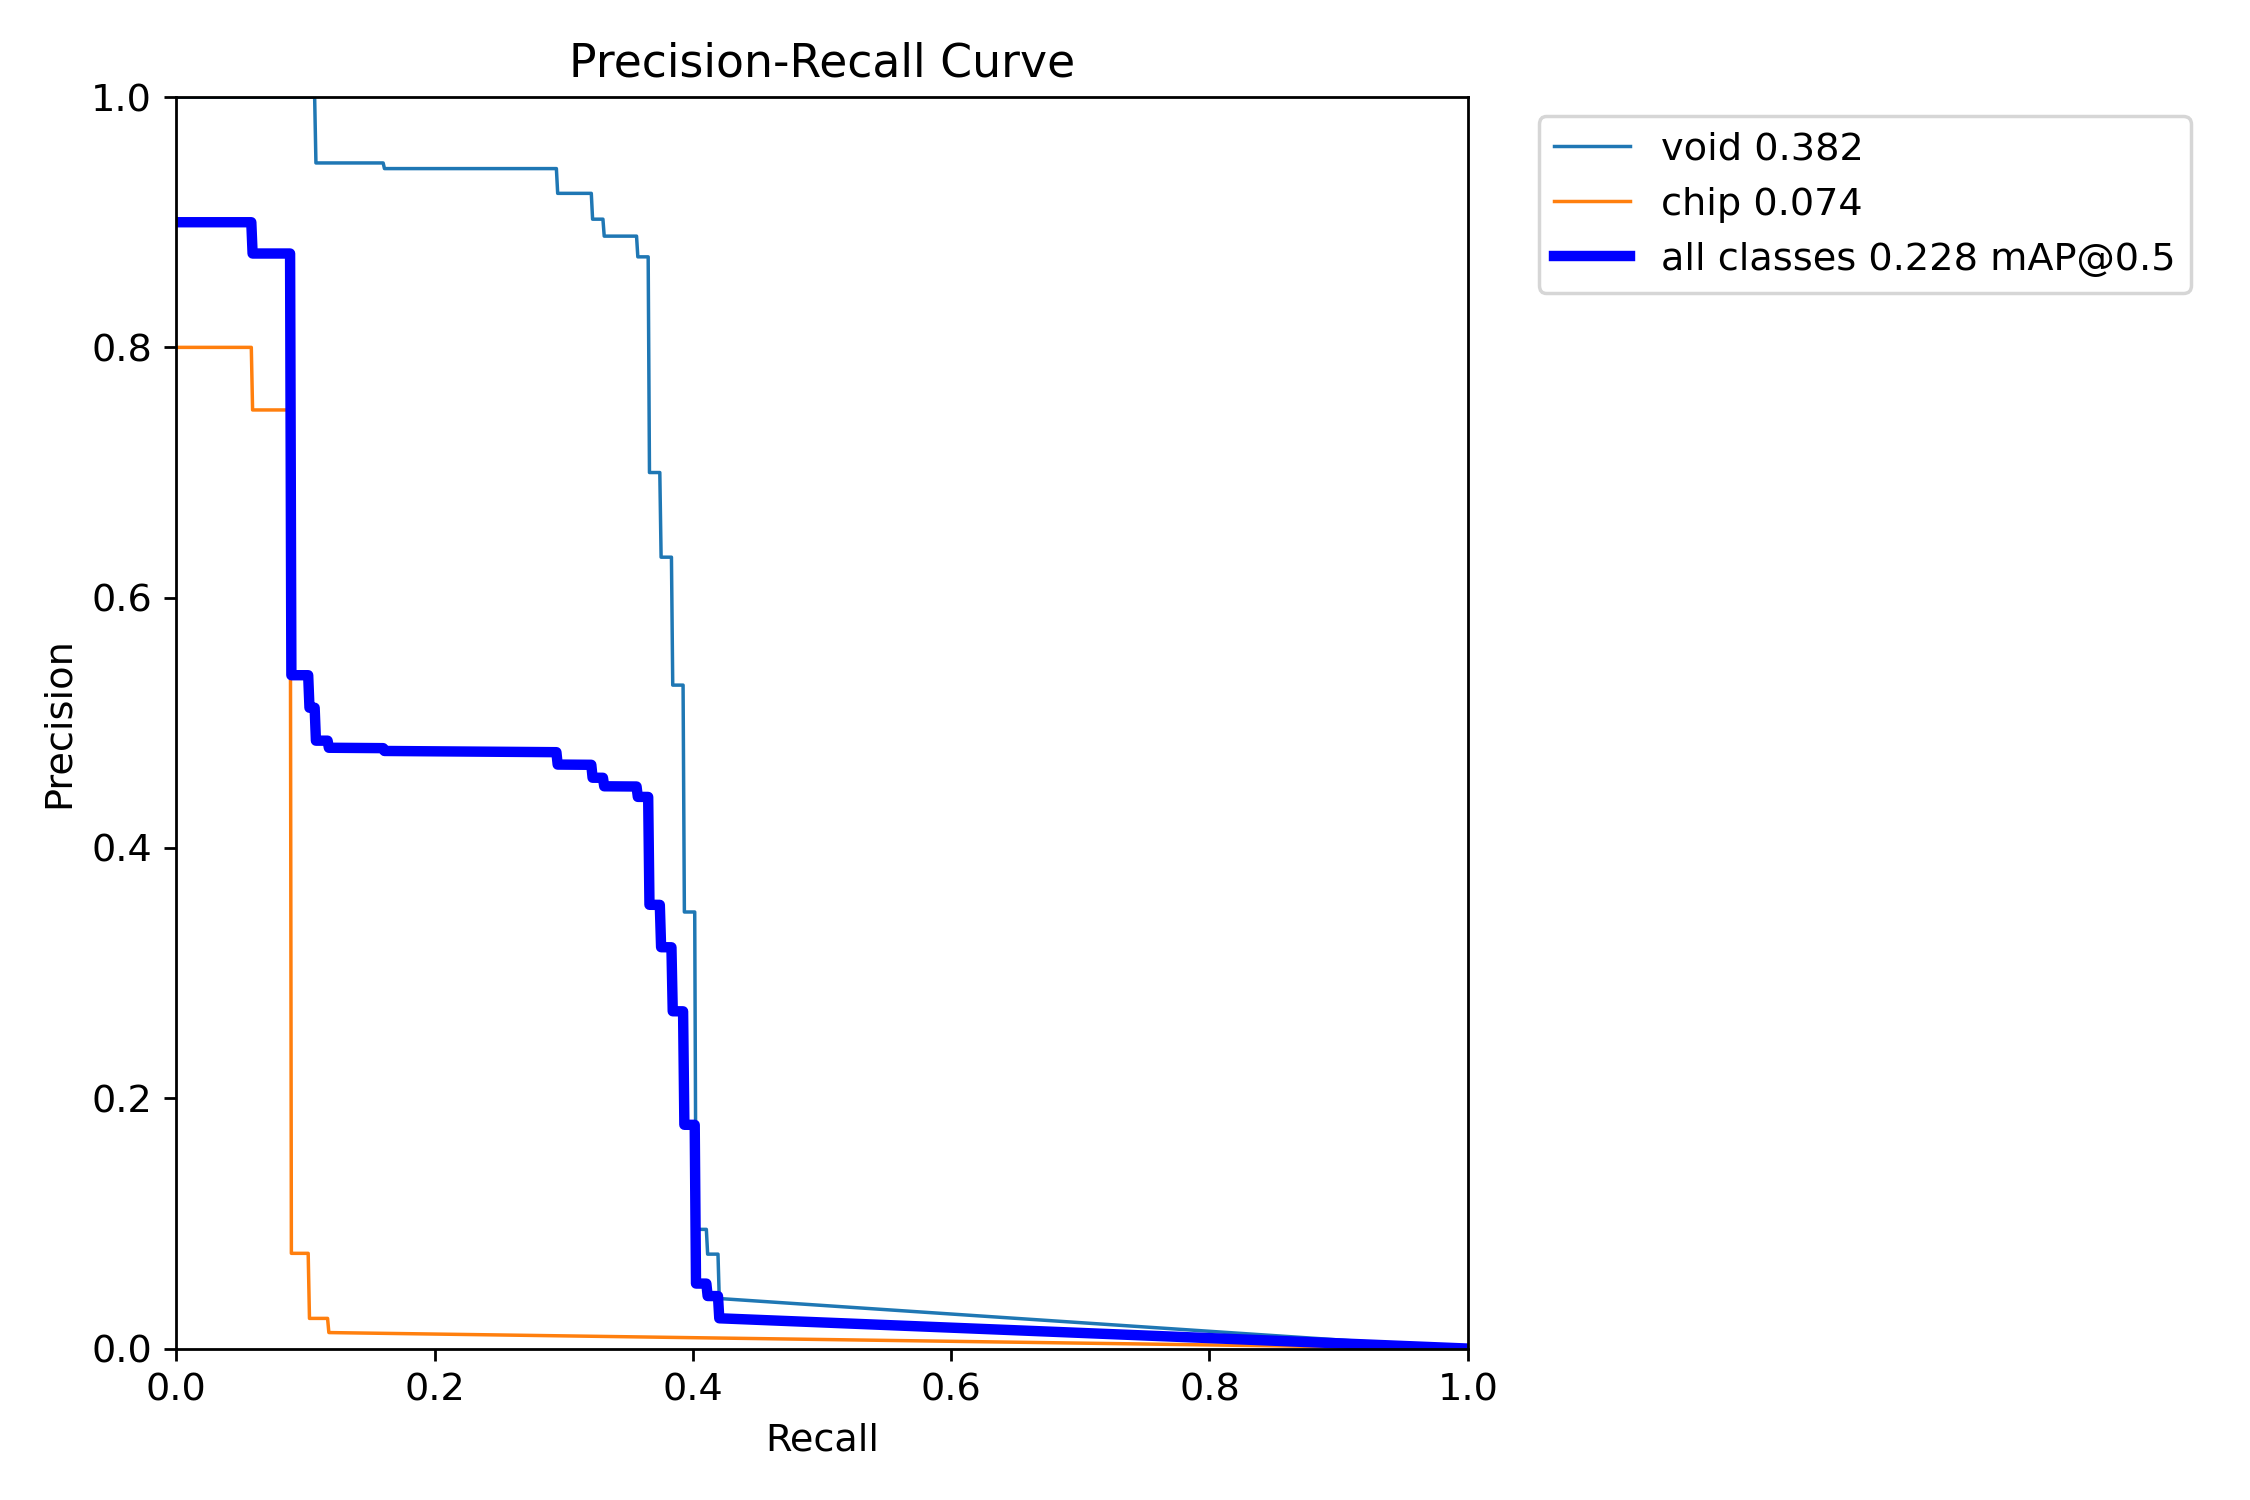 Precision-Recall Curve
void 0.382
chip 0.074
all classes 0.228 mAP@0.5
1.0
0.8
0.6
0.4
0.2
0.0
Precision
0.0 0.2 0.4 0.6 0.8 1.0
Recall